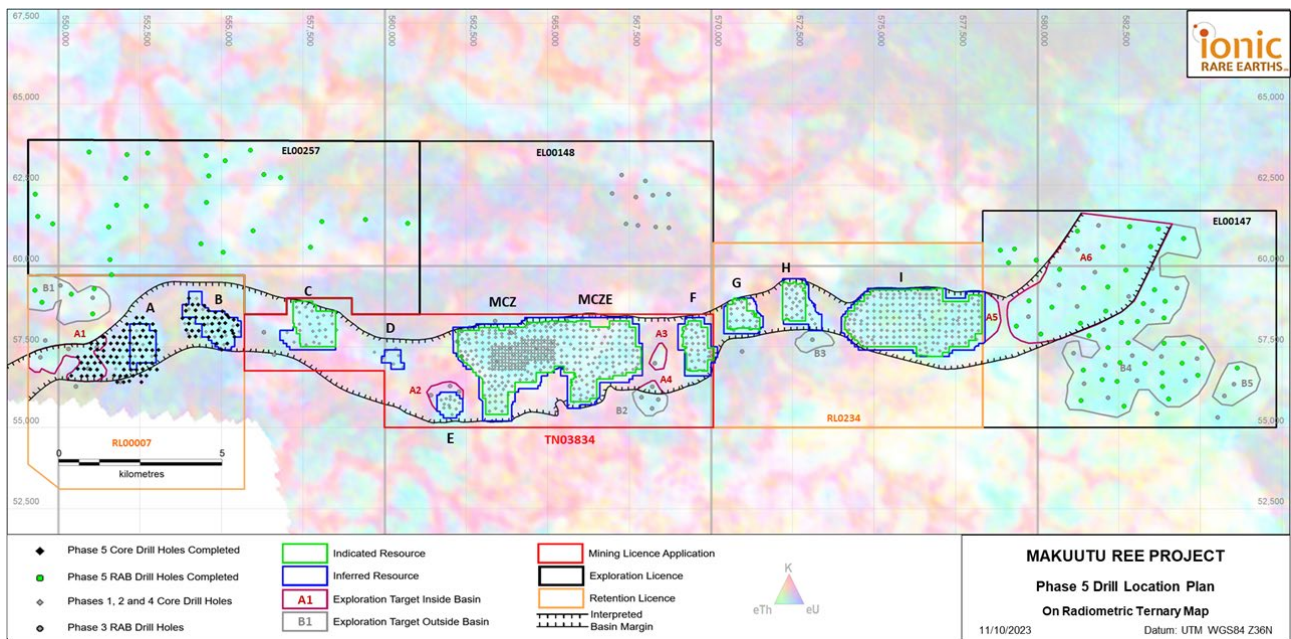 550,000
552,500
555,000
557,500
560,000
562,500
565,000
567,500
570,000
572,500
575,000
577,500
580,000
582,500
67,500
ionic
RARE EARTHS
65,000
65,000
EL00257
EL00148
62,500
62,500
EL00147
60,000
60,000
A6
B1
A
B
C
D
MCZ
MCZE
F
G
H
I
A1
A3
A5
57,500
57,500
B3
B4
B5
A2
A4
B2
E
55,000
55,000
RL00007
TN03834
RL0234
0
5
kilometres
52,500
52,500
Phase 5 Core Drill Holes Completed
Phase 5 RAB Drill Holes Completed
Phases 1, 2 and 4 Core Drill Holes
Phase 3 RAB Drill Holes
Indicated Resource
Inferred Resource
A1 Exploration Target Inside Basin
B1 Exploration Target Outside Basin
Mining Licence Application
Exploration Licence
Retention Licence
Interpreted
Basin Margin
K
eTh
eU
MAKUUTU REE PROJECT
Phase 5 Drill Location Plan
On Radiometric Ternary Map
11/10/2023
Datum: UTM WGS84 Z36N